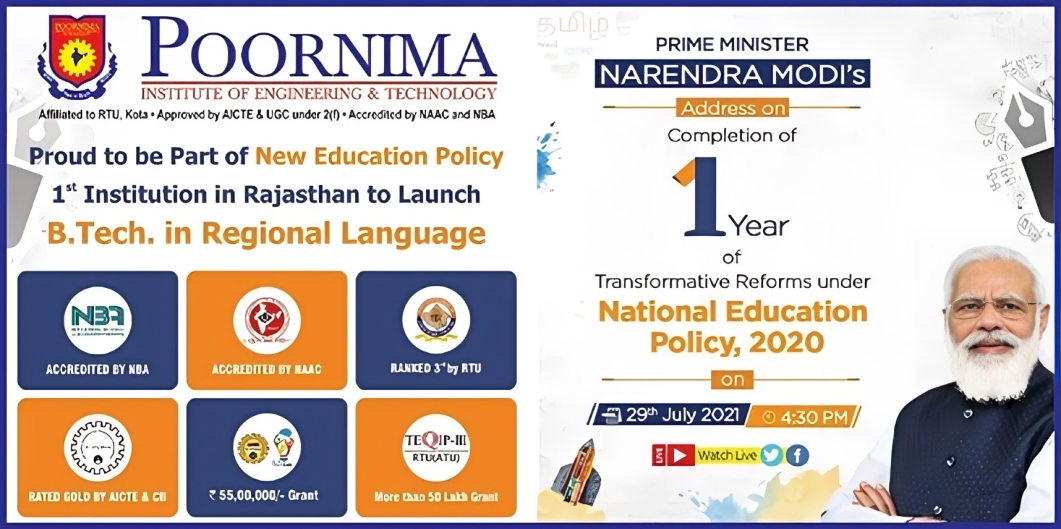 POORNIMA
INSTITUTE OF ENGINEERING & TECHNOLOGY
Affiliated to RTU, Kota • Approved by AICTE & UGC under 2(f) • Accredited by NAAC and NBA
Proud to be Part of New Education Policy
1st Institution in Rajasthan to Launch
B.Tech. in Regional Language
NBA
ACCREDITED BY NBA
ACCREDITED BY NAAC
RANKED 3rd by RTU
RATED GOLD BY AICTE & CII
₹ 55,00,000/- Grant
TEQIP-III
RTU(ATU)
More than 50 Lakh Grant
தமிழ்
PRIME MINISTER
NARENDRA MODI's
Address on
Completion of
1 Year
of
Transformative Reforms under
National Education
Policy, 2020
on
29th July 2021
4:30 PM
LIVE
Watch Live